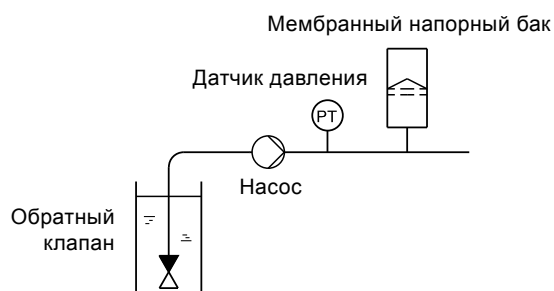 Мембранный напорный бак
Датчик давления
PT
Насос
Обратный
клапан